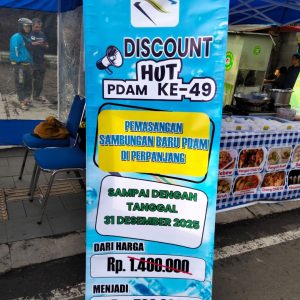 DISCOUNT
HUT
PDAM KE-49
PEMASANGAN
SAMBUNGAN BARU PDAM
DI PERPANJANG
SAMPAI DENGAN
TANGGAL
31 DESEMBER 2025
DARI HARGA
Rp. 1.400.000
MENJADI